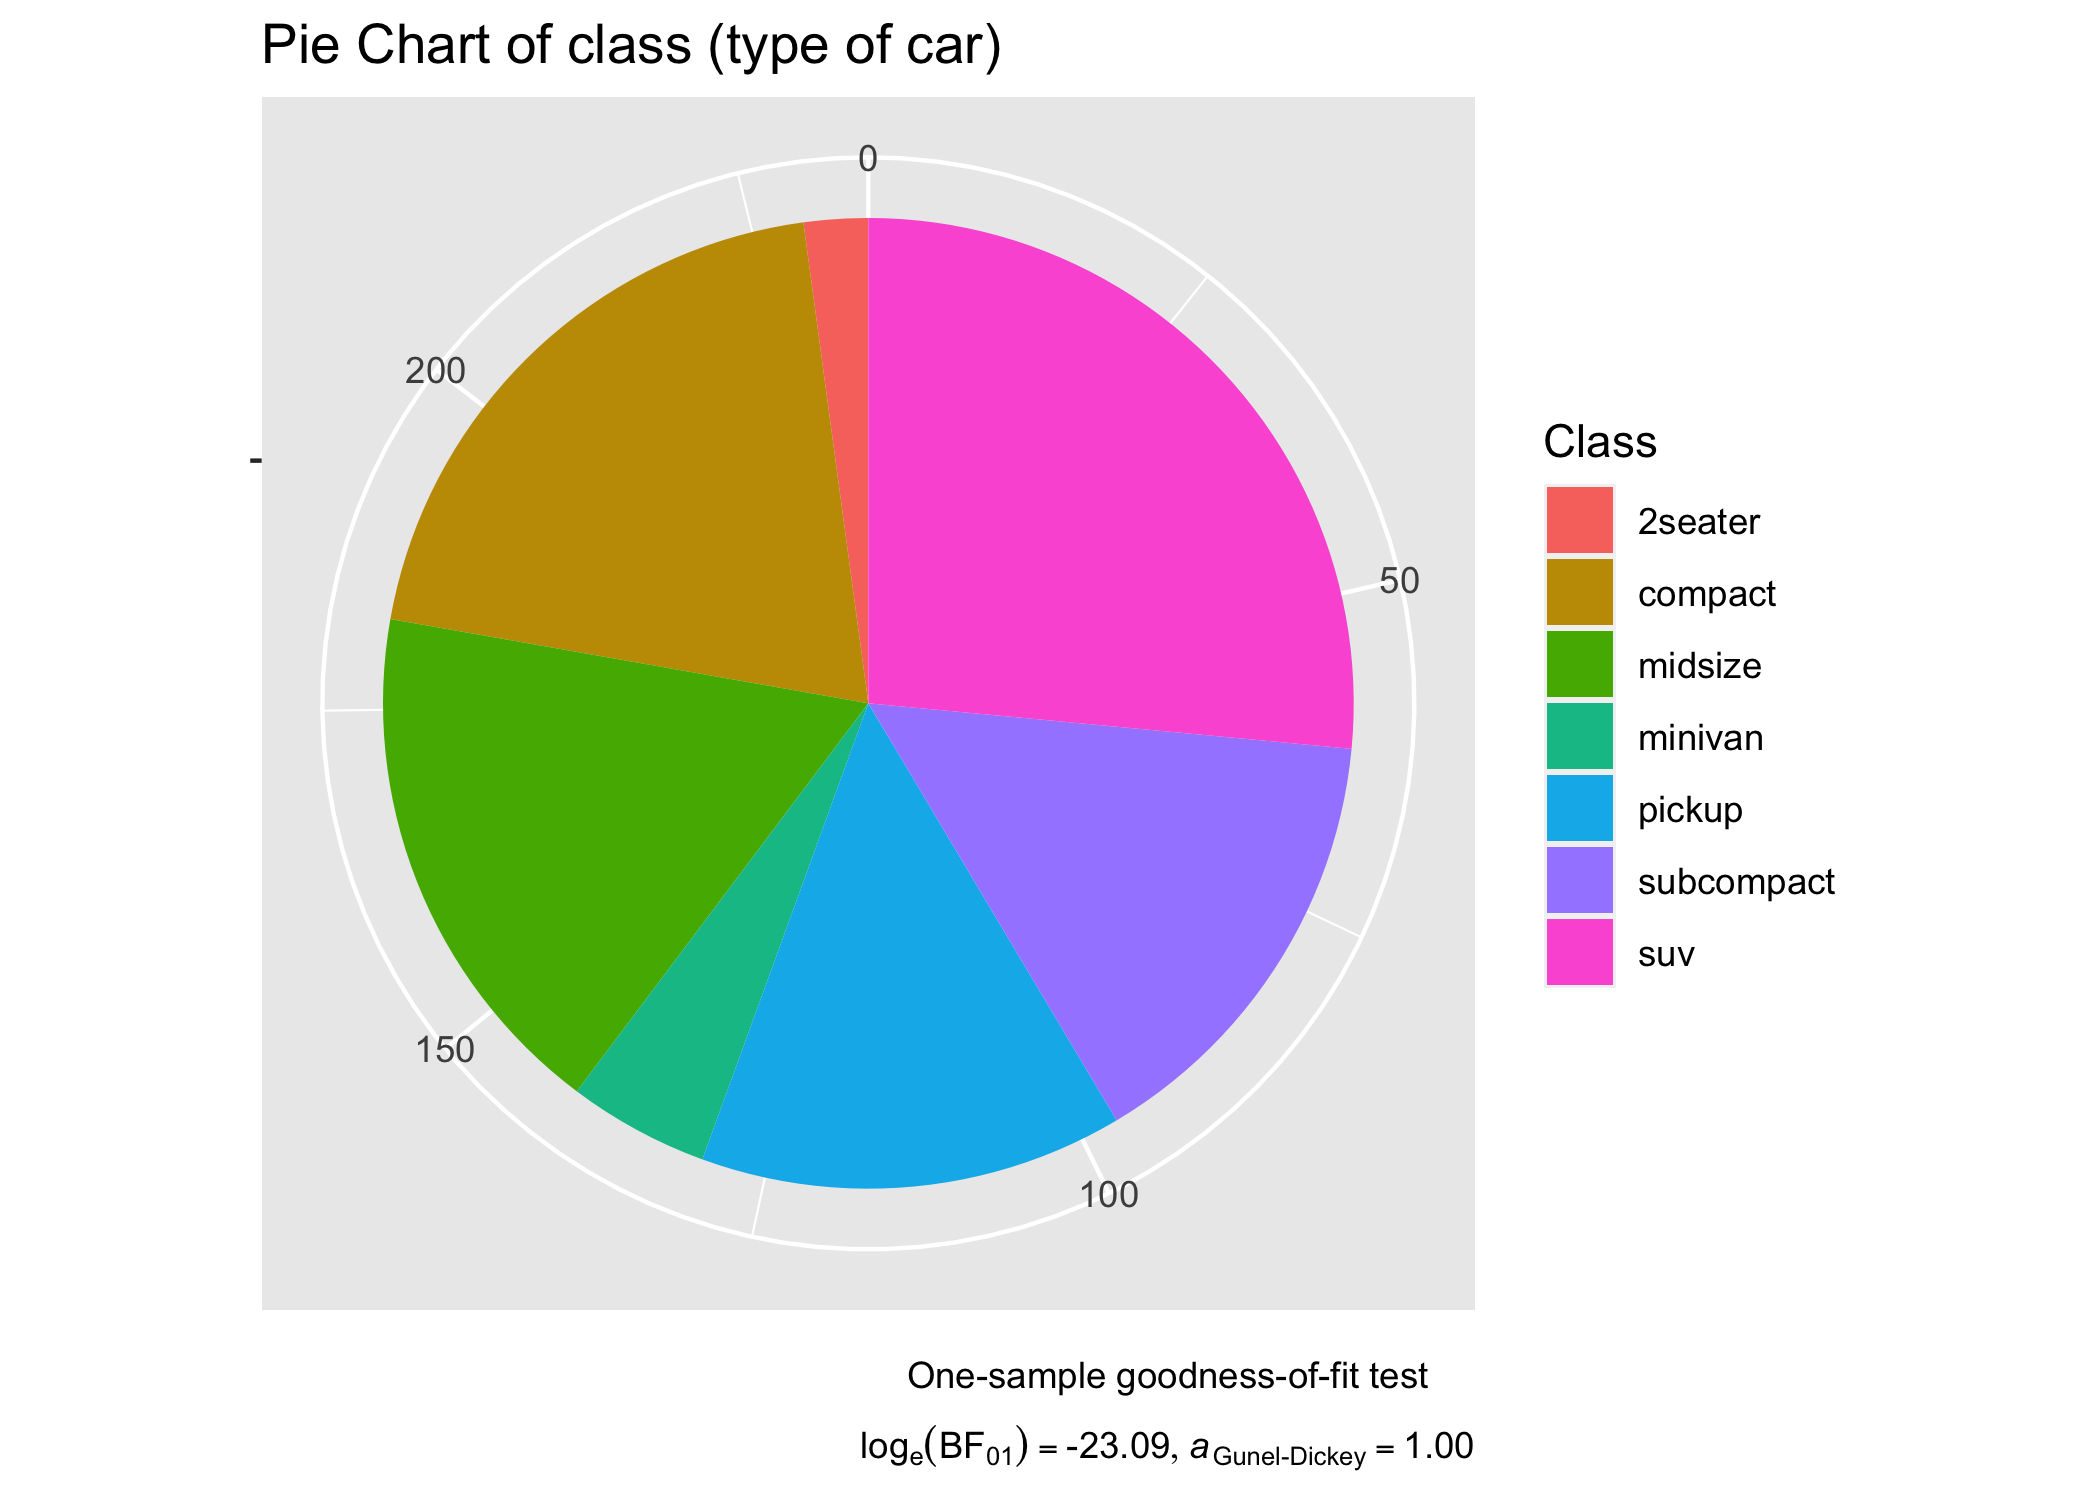 Pie Chart of class (type of car)
0
50
100
150
200
Class
2seater
compact
midsize
minivan
pickup
subcompact
suv
One-sample goodness-of-fit test
logₑ(BF₀₁) = -23.09, a Gunel-Dickey = 1.00